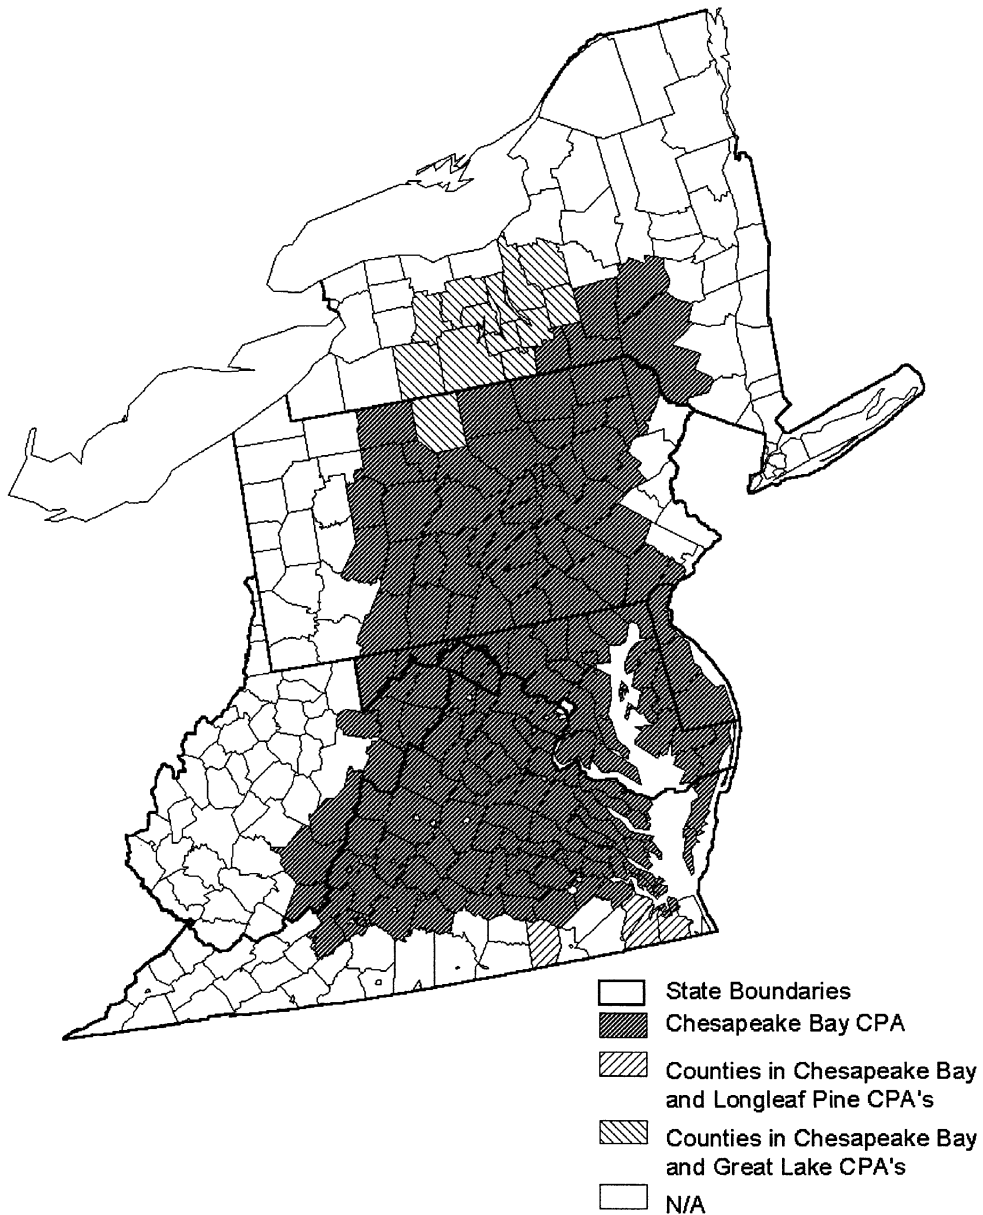 State Boundaries
Chesapeake Bay CPA
Counties in Chesapeake Bay
and Longleaf Pine CPA's
Counties in Chesapeake Bay
and Great Lake CPA's
N/A